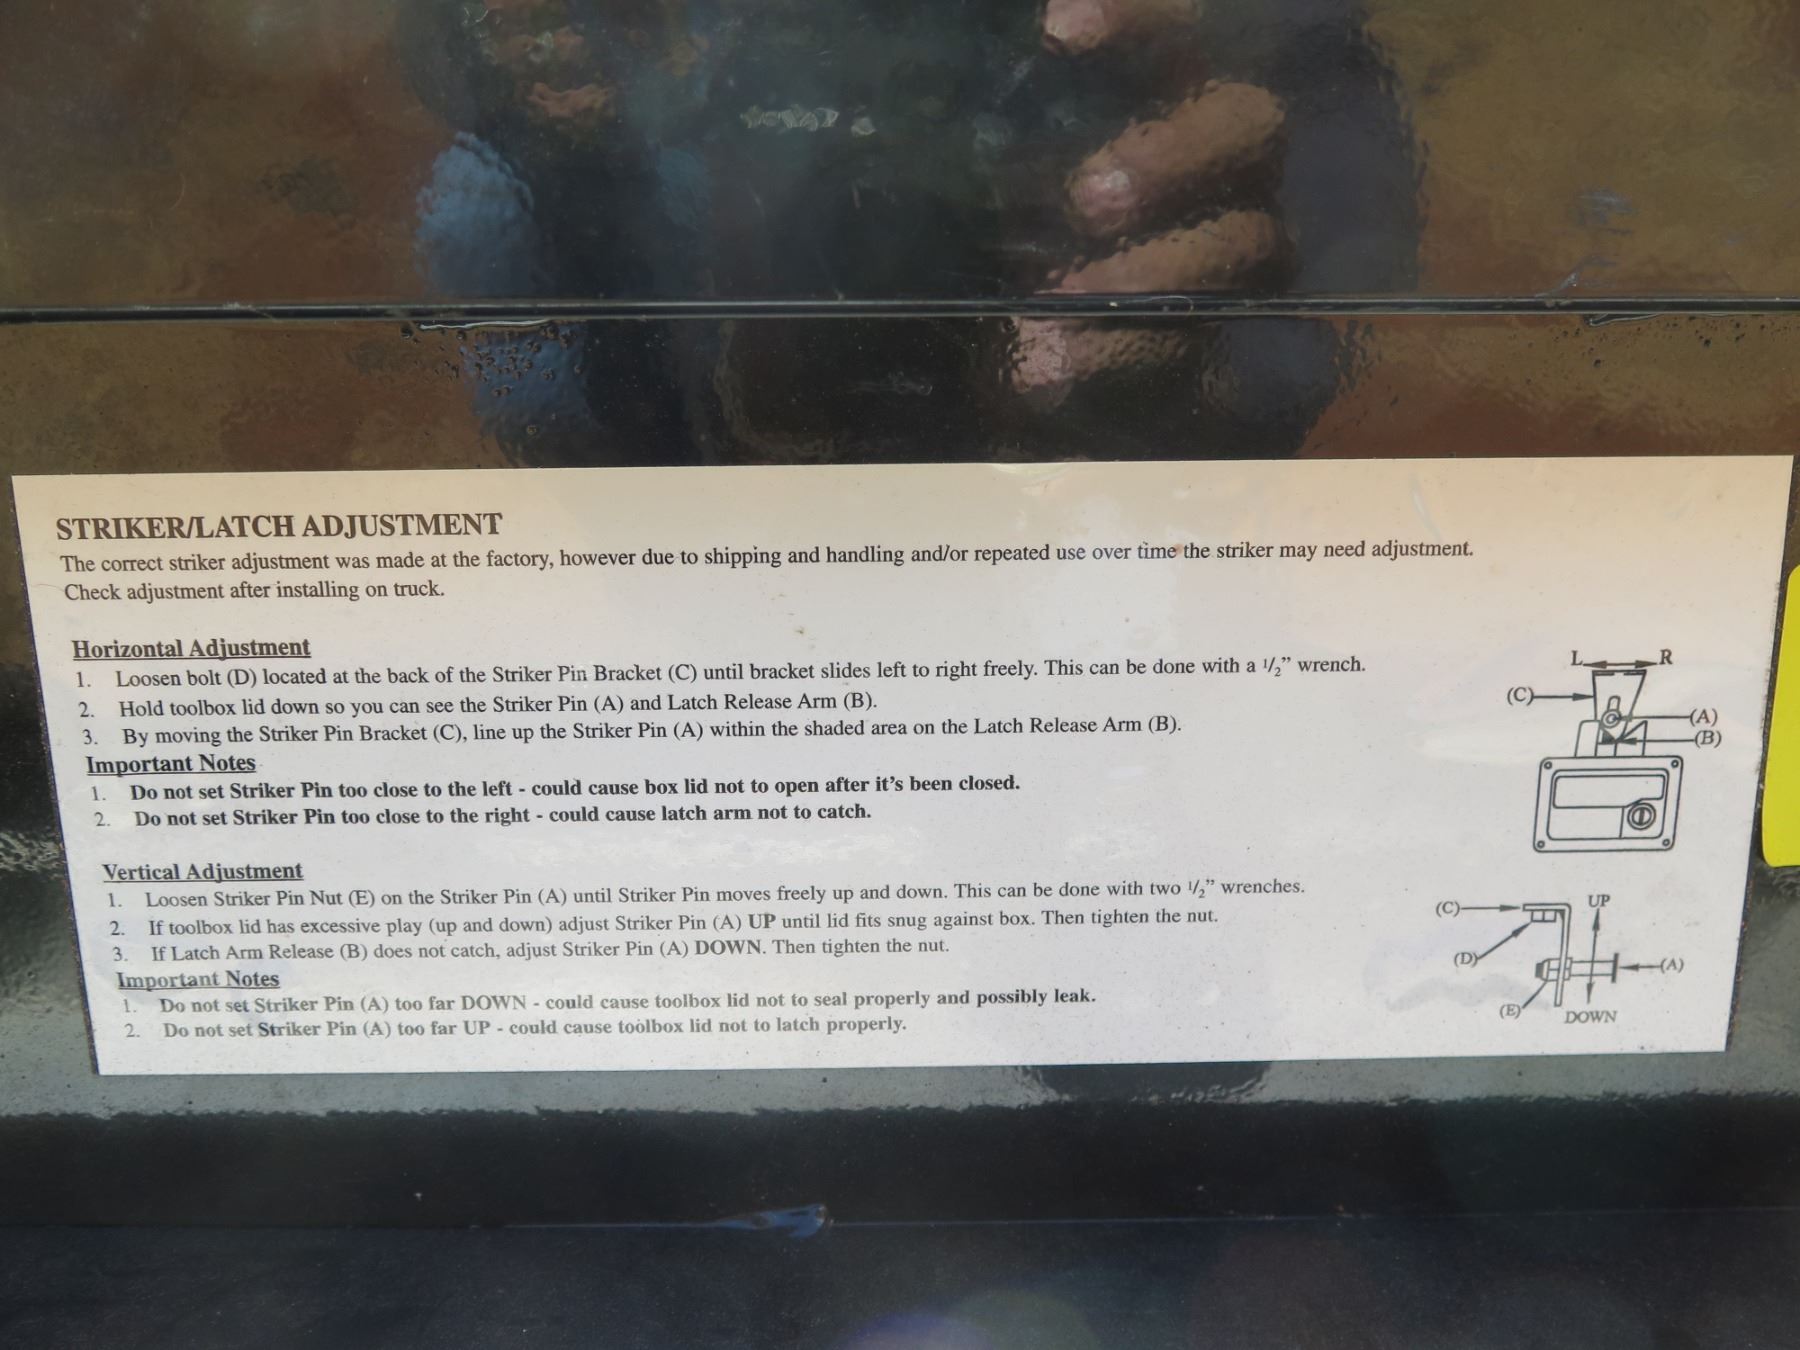 STRIKER/LATCH ADJUSTMENT
The correct striker adjustment was made at the factory, however due to shipping and handling and/or repeated use over time the striker may need adjustment.
Check adjustment after installing on truck.
Horizontal Adjustment
1. Loosen bolt (D) located at the back of the Striker Pin Bracket (C) until bracket slides left to right freely. This can be done with a 1/2” wrench.
2. Hold toolbox lid down so you can see the Striker Pin (A) and Latch Release Arm (B).
3. By moving the Striker Pin Bracket (C), line up the Striker Pin (A) within the shaded area on the Latch Release Arm (B).
Important Notes
1. Do not set Striker Pin too close to the left - could cause box lid not to open after it’s been closed.
2. Do not set Striker Pin too close to the right - could cause latch arm not to catch.
L R
(C)
(A)
(B)
Vertical Adjustment
1. Loosen Striker Pin Nut (E) on the Striker Pin (A) until Striker Pin moves freely up and down. This can be done with two 1/2” wrenches.
2. If toolbox lid has excessive play (up and down) adjust Striker Pin (A) UP until lid fits snug against box. Then tighten the nut.
3. If Latch Arm Release (B) does not catch, adjust Striker Pin (A) DOWN. Then tighten the nut.
Important Notes
1. Do not set Striker Pin (A) too far DOWN - could cause toolbox lid not to seal properly and possibly leak.
2. Do not set Striker Pin (A) too far UP - could cause toolbox lid not to latch properly.
UP
(C)
(D)
(A)
(E)
DOWN